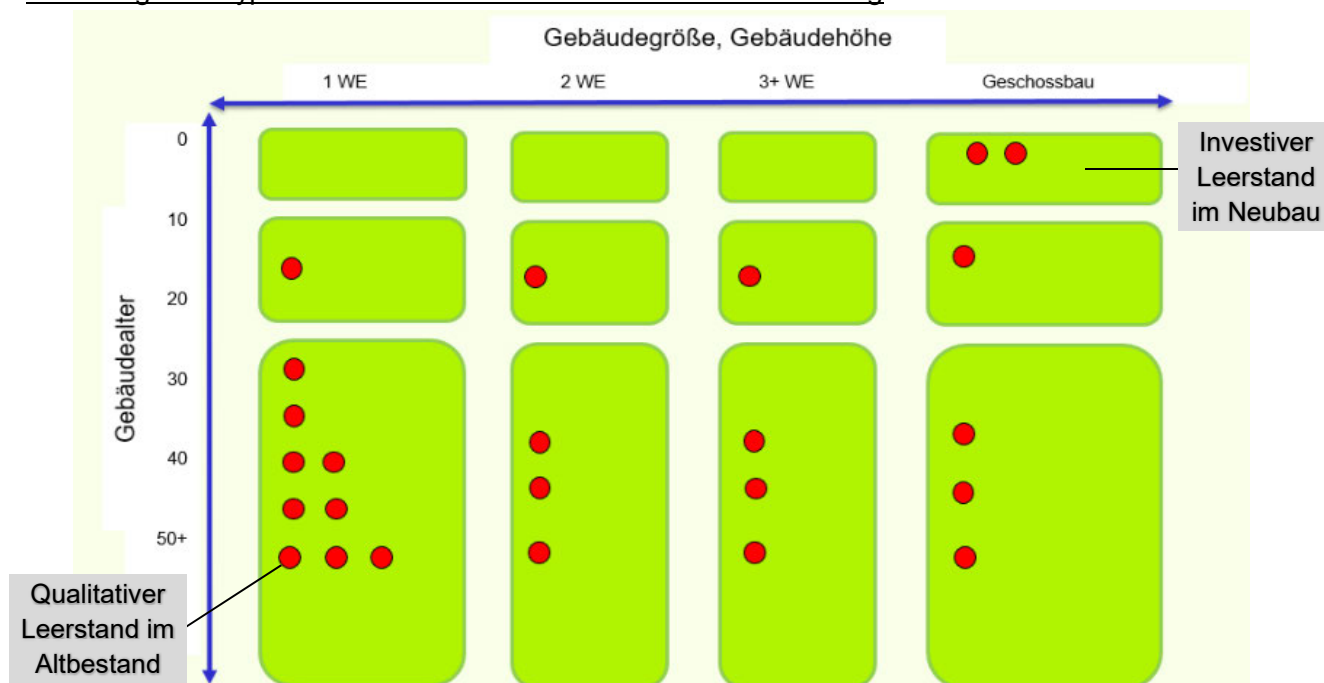 Gebäudegröße, Gebäudehöhe
1 WE 2 WE 3+ WE Geschossbau
0
Investiver
Leerstand
im Neubau
10
20
Gebäudealter
30
40
50+
Qualitativer
Leerstand im
Altbestand